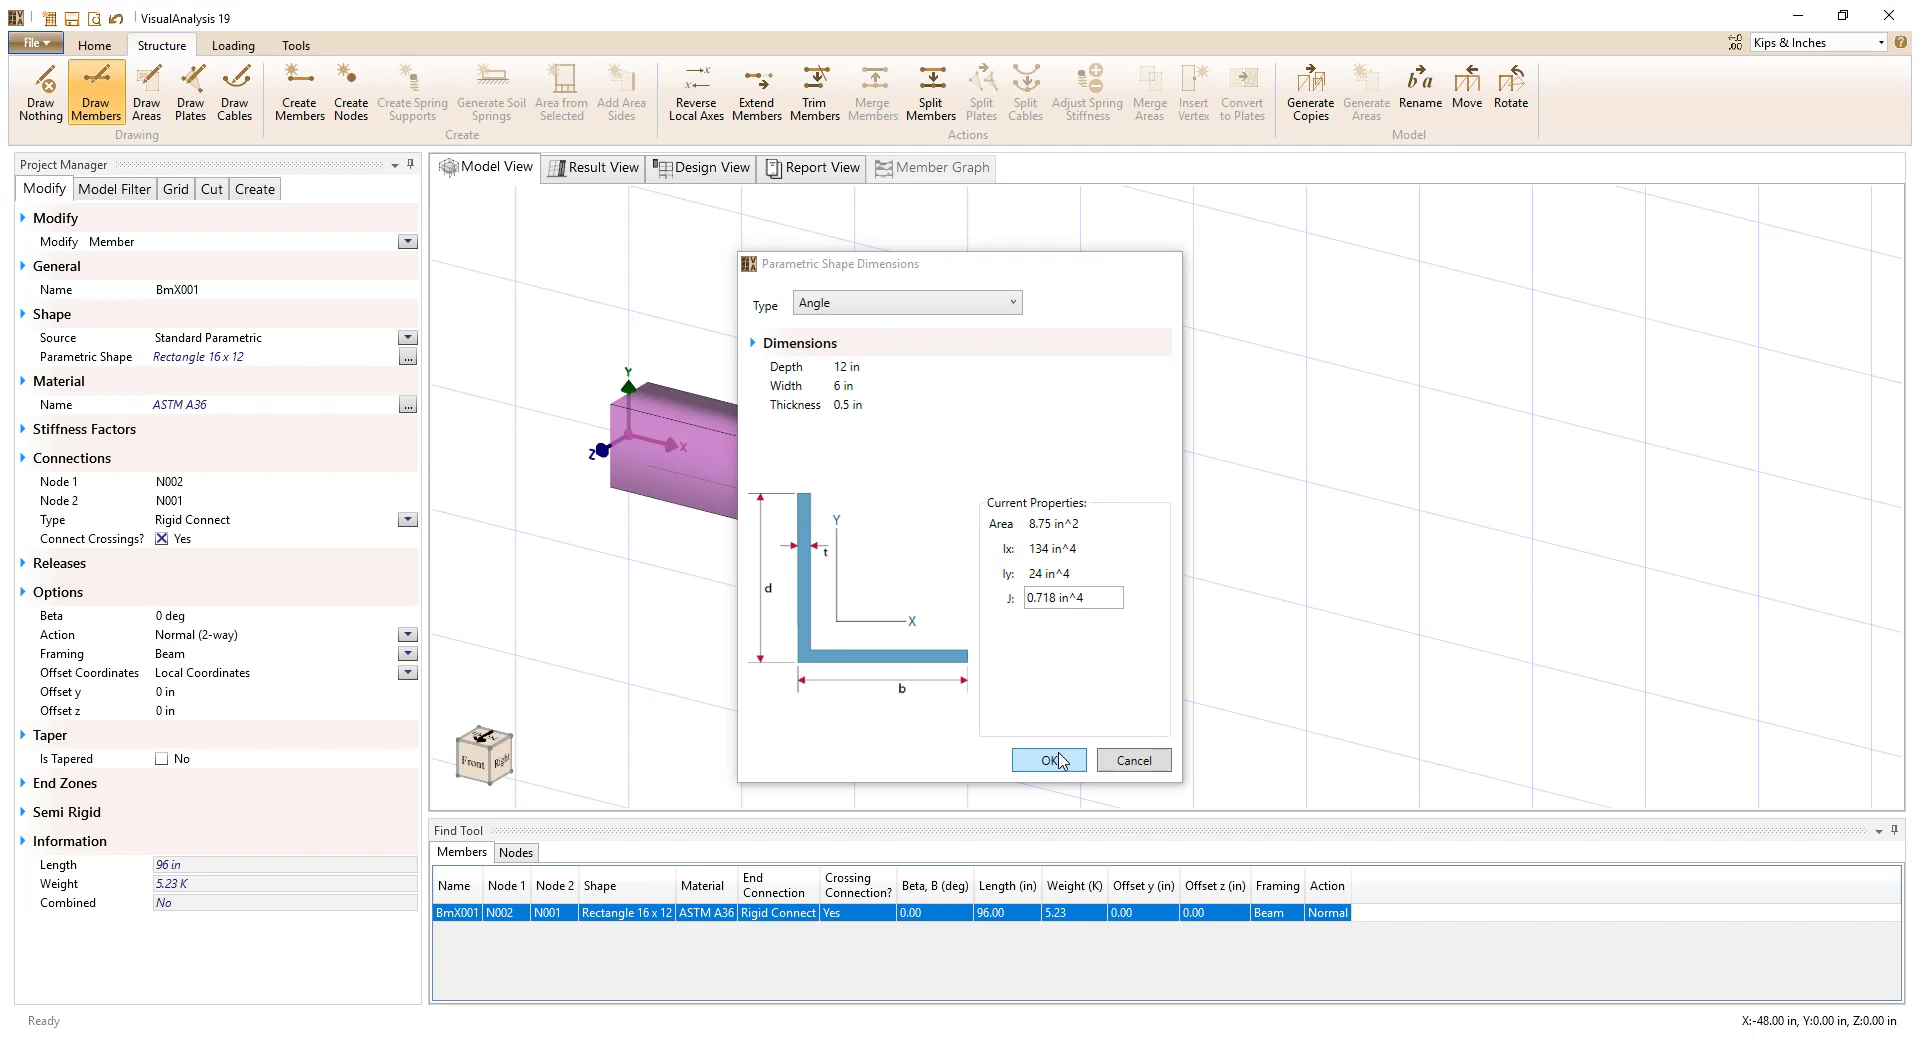 VisualAnalysis 19
File
Home
Structure
Loading
Tools
Kips & Inches
Draw Nothing
Draw Members
Draw Areas
Draw Plates
Draw Cables
Drawing
Create Members
Create Nodes
Create Spring Supports
Generate Soil Springs
Area from Selected
Add Area Sides
Create
Reverse Local Axes
Extend Members
Trim Members
Merge Members
Split Members
Split Plates
Split Cables
Adjust Spring Stiffness
Merge Areas
Insert Vertex
Convert to Plates
Actions
Generate Copies
Generate Areas
Rename
Move
Rotate
Model
Project Manager
Modify
Model Filter
Grid
Cut
Create
Modify
Modify Member
General
Name BmX001
Shape
Source Standard Parametric
Parametric Shape Rectangle 16 x 12
...
Material
Name ASTM A36
...
Stiffness Factors
Connections
Node 1 N002
Node 2 N001
Type Rigid Connect
Connect Crossings? Yes
Releases
Options
Beta 0 deg
Action Normal (2-way)
Framing Beam
Offset Coordinates Local Coordinates
Offset y 0 in
Offset z 0 in
Taper
Is Tapered No
End Zones
Semi Rigid
Information
Length 96 in
Weight 5.23 K
Combined No
Model View
Result View
Design View
Report View
Member Graph
Y
X
Z
Front
Right
Parametric Shape Dimensions
Type Angle
Dimensions
Depth 12 in
Width 6 in
Thickness 0.5 in
d
t
Y
X
b
Current Properties:
Area 8.75 in^2
Ix: 134 in^4
Iy: 24 in^4
J: 0.718 in^4
OK
Cancel
Find Tool
Members
Nodes
Name Node 1 Node 2 Shape Material End Connection Crossing Connection? Beta, B (deg) Length (in) Weight (K) Offset y (in) Offset z (in) Framing Action
BmX001 N002 N001 Rectangle 16 x 12 ASTM A36 Rigid Connect Yes 0.00 96.00 5.23 0.00 0.00 Beam Normal
Ready
X:-48.00 in, Y:0.00 in, Z:0.00 in